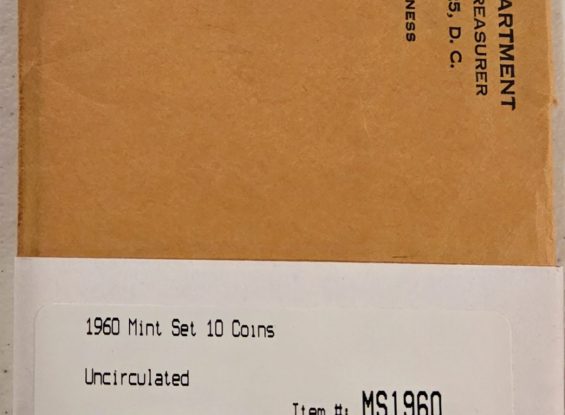 ARTMENT
REASURER
5, D. C.
NESS
1960 Mint Set 10 Coins
Uncirculated
Item #: MS1960